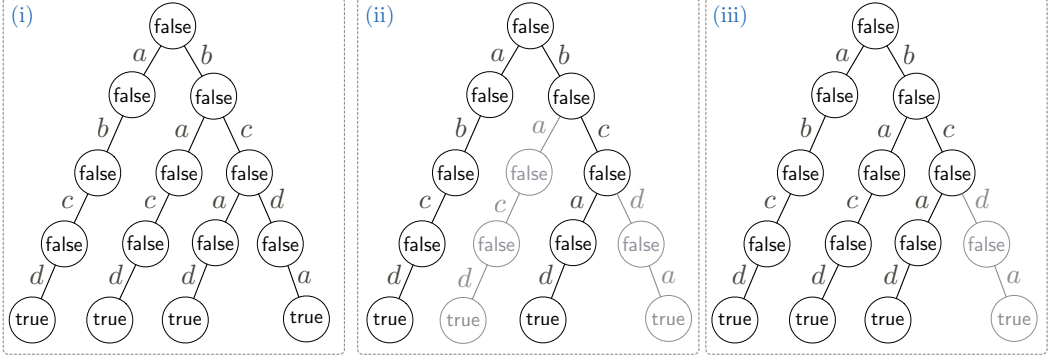 (i) (ii) (iii)
false false false
a b a b a b
false false false false false false
b a c b a c b a c
false false false false false false false false false
c c a d c c a d c c a d
false false false false false false false false false false false false
d d d a d d d a d d d a
true true true true true true true true true true true true